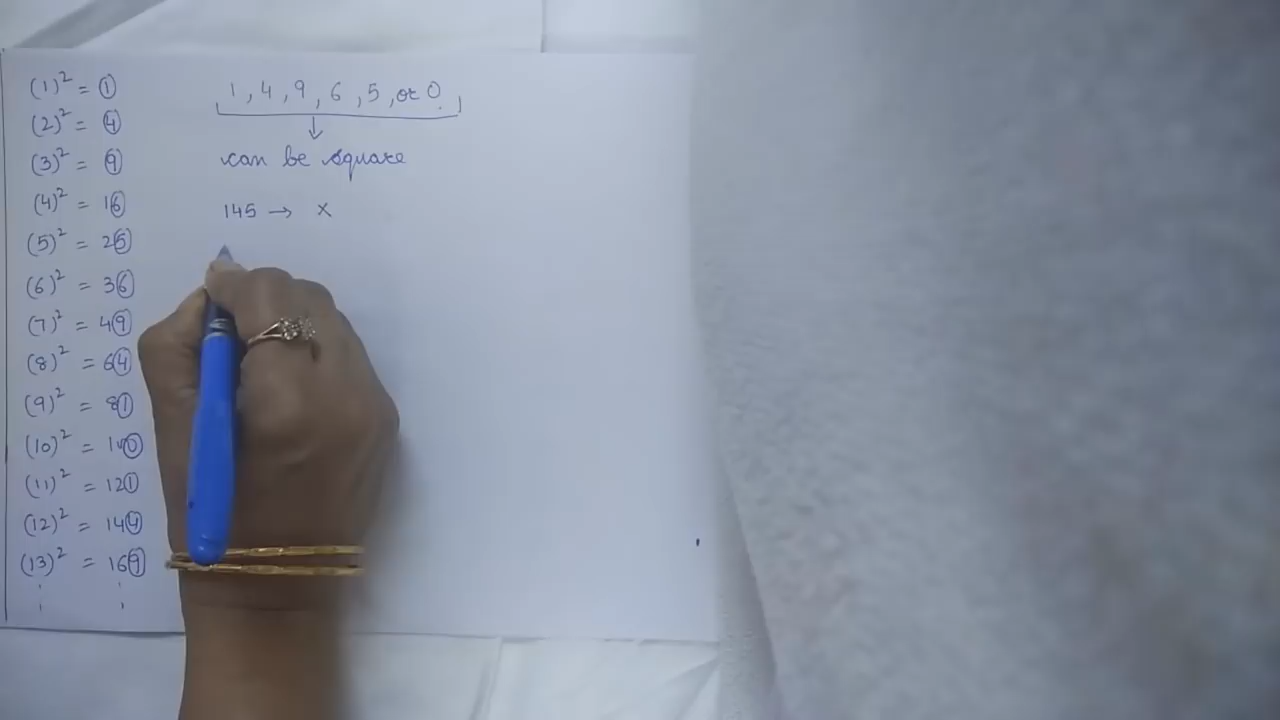 (1)² = 1
(2)² = 4
(3)² = 9
(4)² = 16
(5)² = 25
(6)² = 36
(7)² = 49
(8)² = 64
(9)² = 81
(10)² = 100
(11)² = 121
(12)² = 144
(13)² = 169
1, 4, 9, 6, 5, or 0
can be square
145 → ×